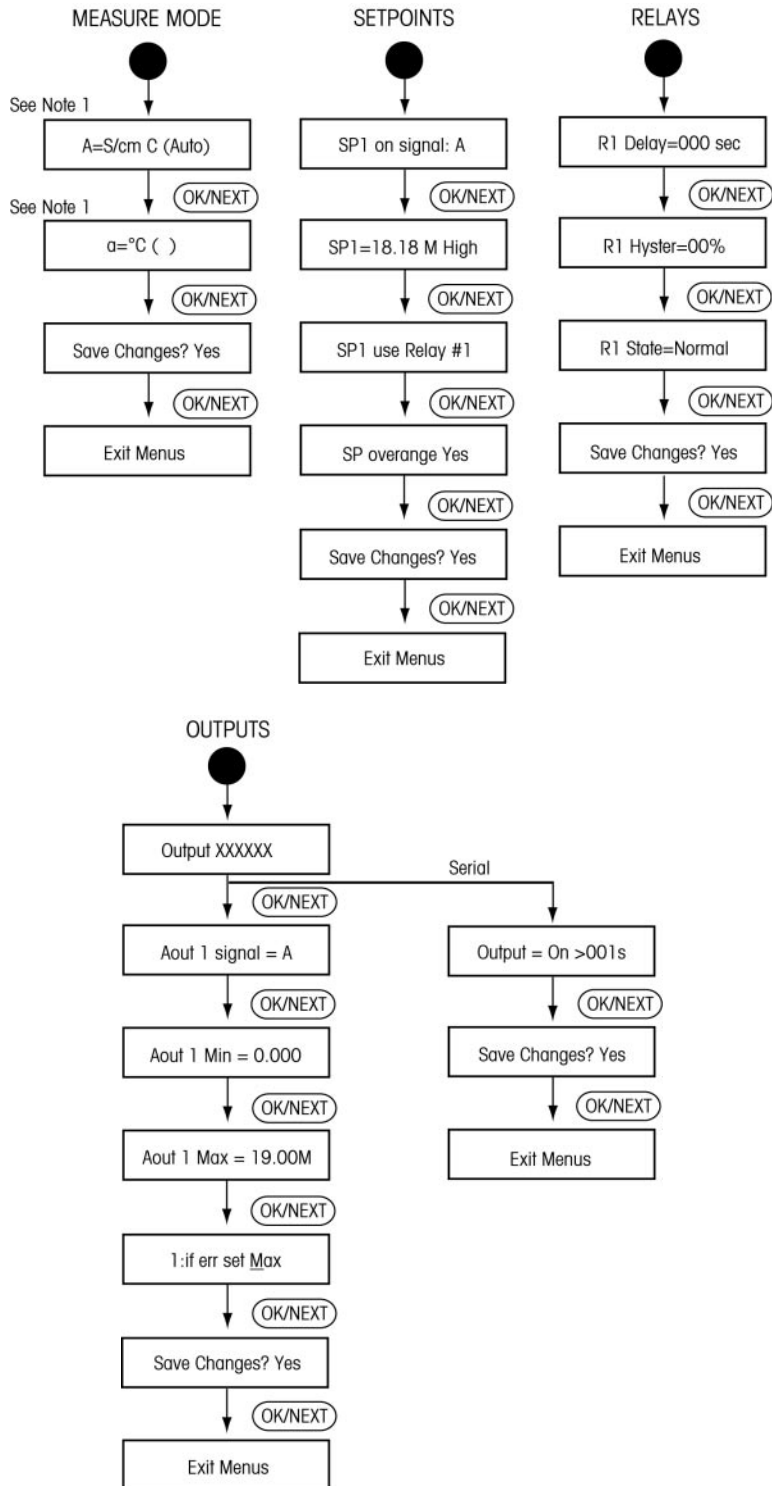 MEASURE MODE
See Note 1
A=S/cm C (Auto)
OK/NEXT
See Note 1
a=°C ( )
OK/NEXT
Save Changes? Yes
OK/NEXT
Exit Menus
SETPOINTS
SP1 on signal: A
OK/NEXT
SP1=18.18 M High
OK/NEXT
SP1 use Relay #1
OK/NEXT
SP overange Yes
OK/NEXT
Save Changes? Yes
OK/NEXT
Exit Menus
RELAYS
R1 Delay=000 sec
OK/NEXT
R1 Hyster=00%
OK/NEXT
R1 State=Normal
OK/NEXT
Save Changes? Yes
OK/NEXT
Exit Menus
OUTPUTS
Output XXXXXX
OK/NEXT
Aout 1 signal = A
OK/NEXT
Aout 1 Min = 0.000
OK/NEXT
Aout 1 Max = 19.00M
OK/NEXT
1:if err set Max
OK/NEXT
Save Changes? Yes
OK/NEXT
Exit Menus
Serial
Output = On >001s
OK/NEXT
Save Changes? Yes
OK/NEXT
Exit Menus